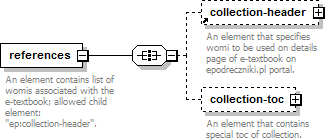 collection-header
An element that specifies
womi to be used on details
page of e-textbook on
epodreczniki.pl portal.
references
An element contains list of
womis associated with the
e-textbook; allowed child
element:
"ep:collection-header".
collection-toc
An element that contains
special toc of collection.